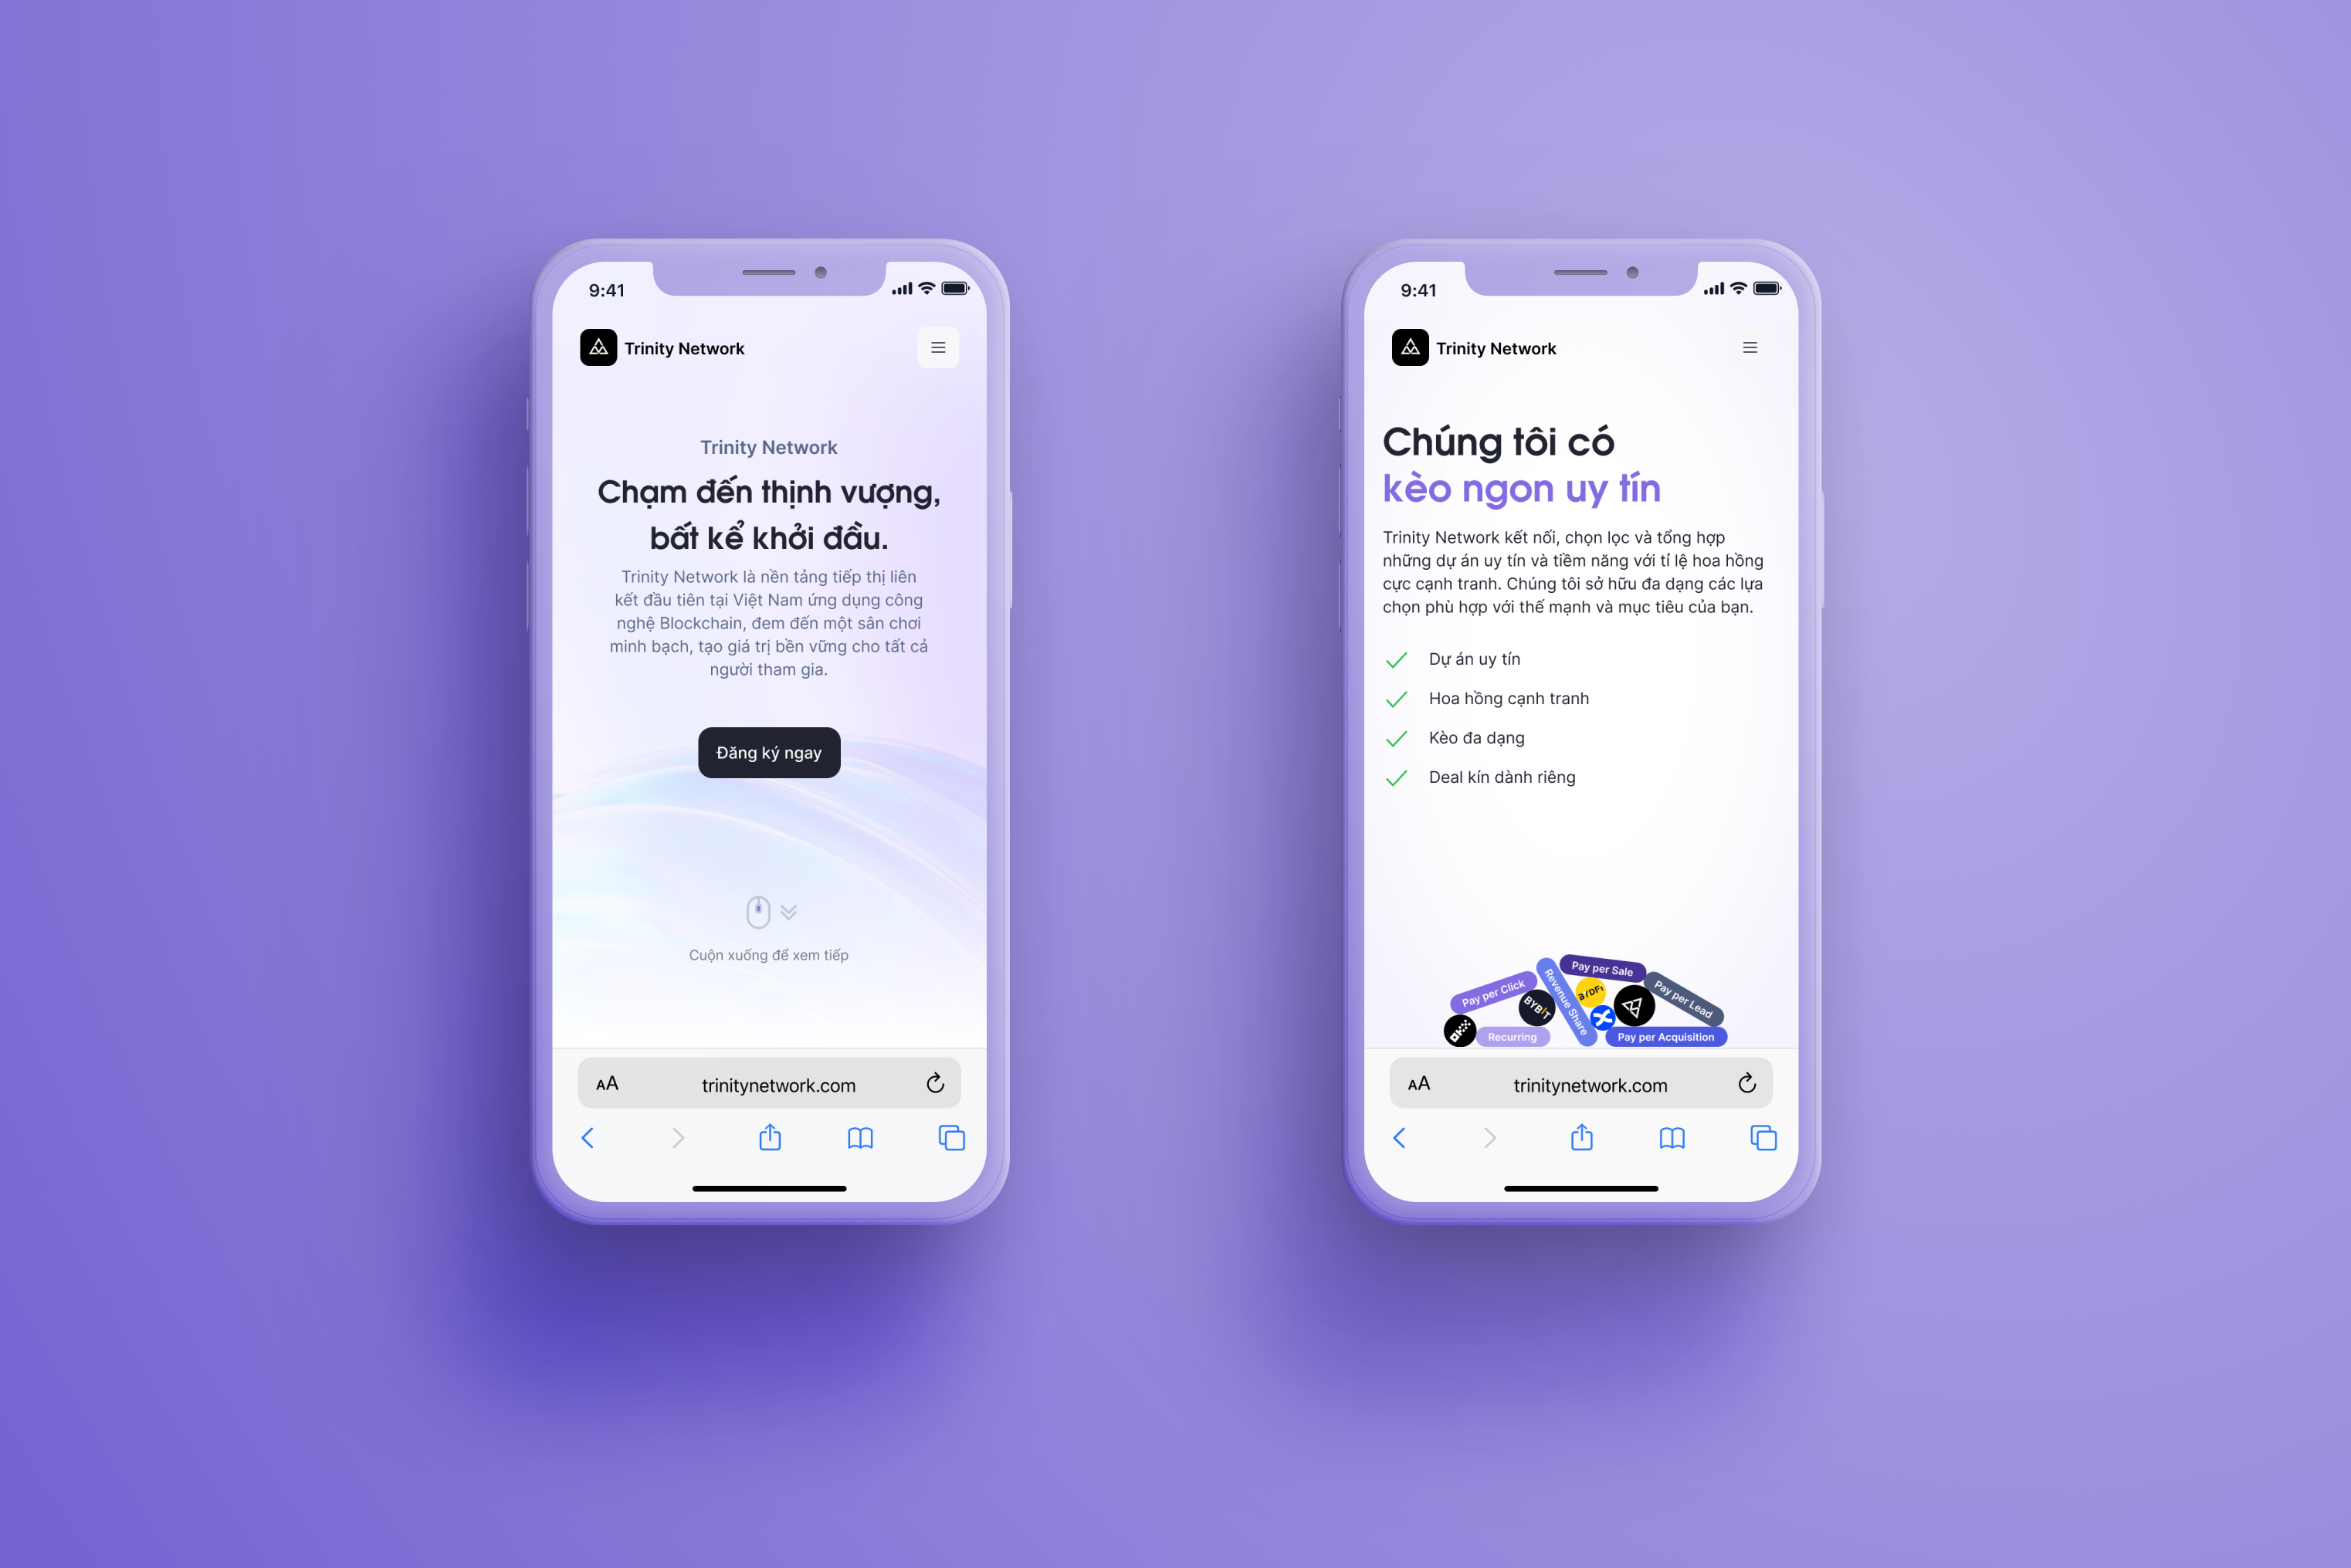 9:41
Trinity Network
Trinity Network
Chạm đến thịnh vượng,
bất kể khởi đầu.
Trinity Network là nền tảng tiếp thị liên
kết đầu tiên tại Việt Nam ứng dụng công
nghệ Blockchain, đem đến một sân chơi
minh bạch, tạo giá trị bền vững cho tất cả
người tham gia.
Đăng ký ngay
Cuộn xuống để xem tiếp
AA
trinitynetwork.com
9:41
Trinity Network
Chúng tôi có
kèo ngon uy tín
Trinity Network kết nối, chọn lọc và tổng hợp
những dự án uy tín và tiềm năng với tỉ lệ hoa hồng
cực cạnh tranh. Chúng tôi sở hữu đa dạng các lựa
chọn phù hợp với thế mạnh và mục tiêu của bạn.
Dự án uy tín
Hoa hồng cạnh tranh
Kèo đa dạng
Deal kín dành riêng
Pay per Sale
Pay per Click
Revenue Share
Pay per Lead
BYBIT
Recurring
Pay per Acquisition
AA
trinitynetwork.com